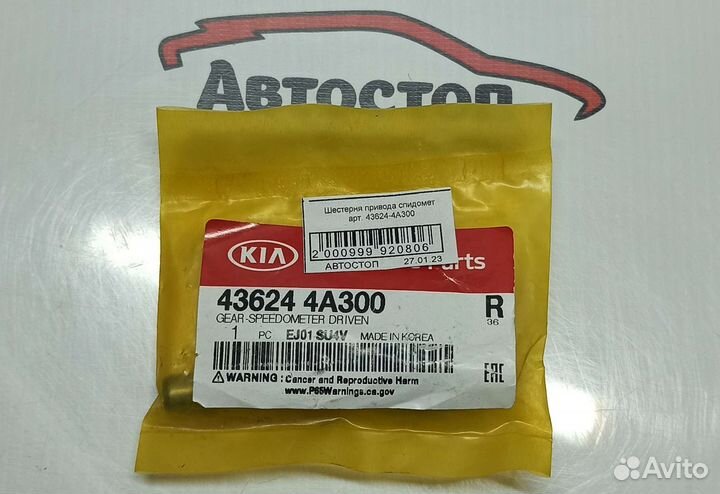 Автостоп
Шестерня привода спидомет
арт. 43624-4A300
2 000999 920806
АВТОСТОП 27.01.23
KIA
arts
43624 4A300
GEAR-SPEEDOMETER DRIVEN
1 PC EJ01 SU4V MADE IN KOREA
R
36
WARNING : Cancer and Reproductive Harm
www.P65Warnings.ca.gov
EAC
Avito